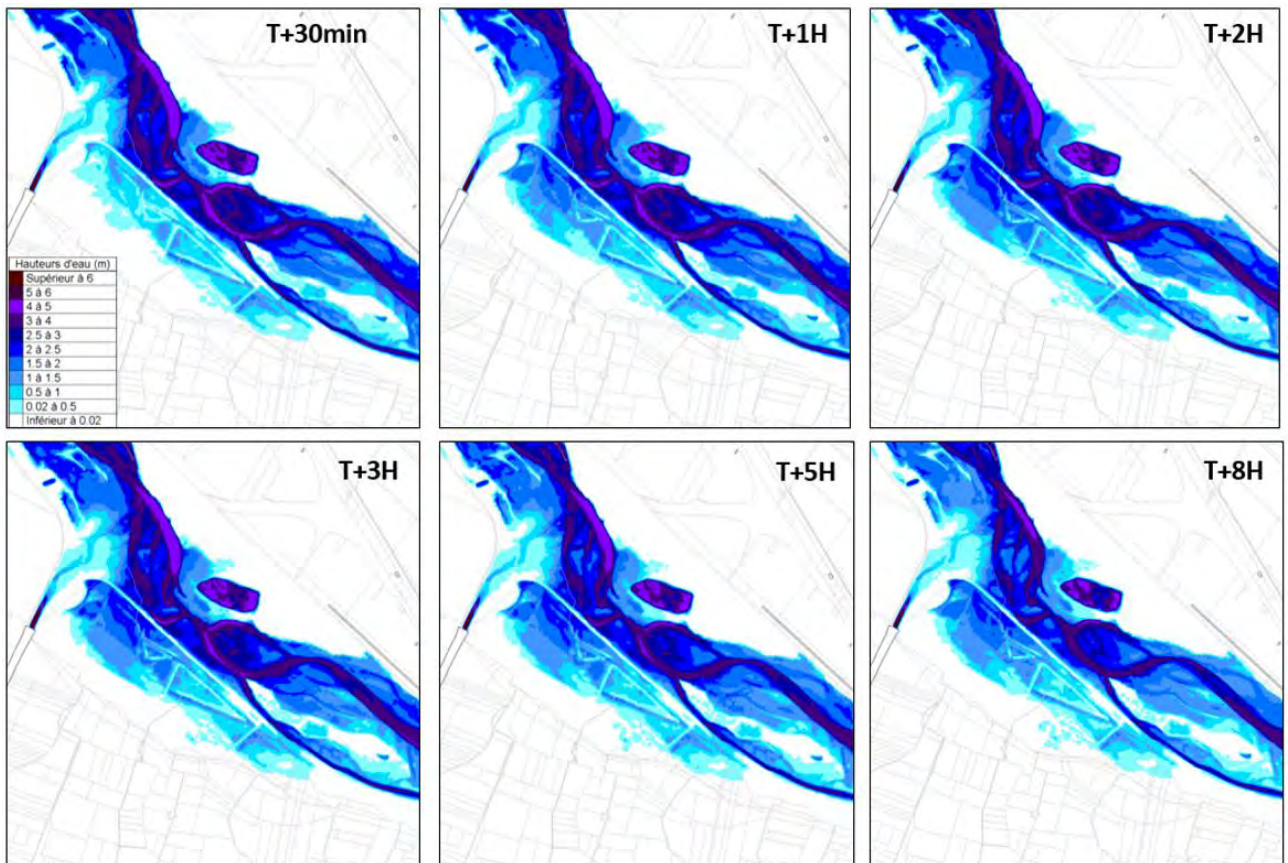 T+30min
T+1H
T+2H
Hauteurs d'eau (m)
Supérieur à 6
5 à 6
4 à 5
3 à 4
2.5 à 3
2 à 2.5
1.5 à 2
1 à 1.5
0.5 à 1
0.02 à 0.5
Inférieur à 0.02
T+3H
T+5H
T+8H